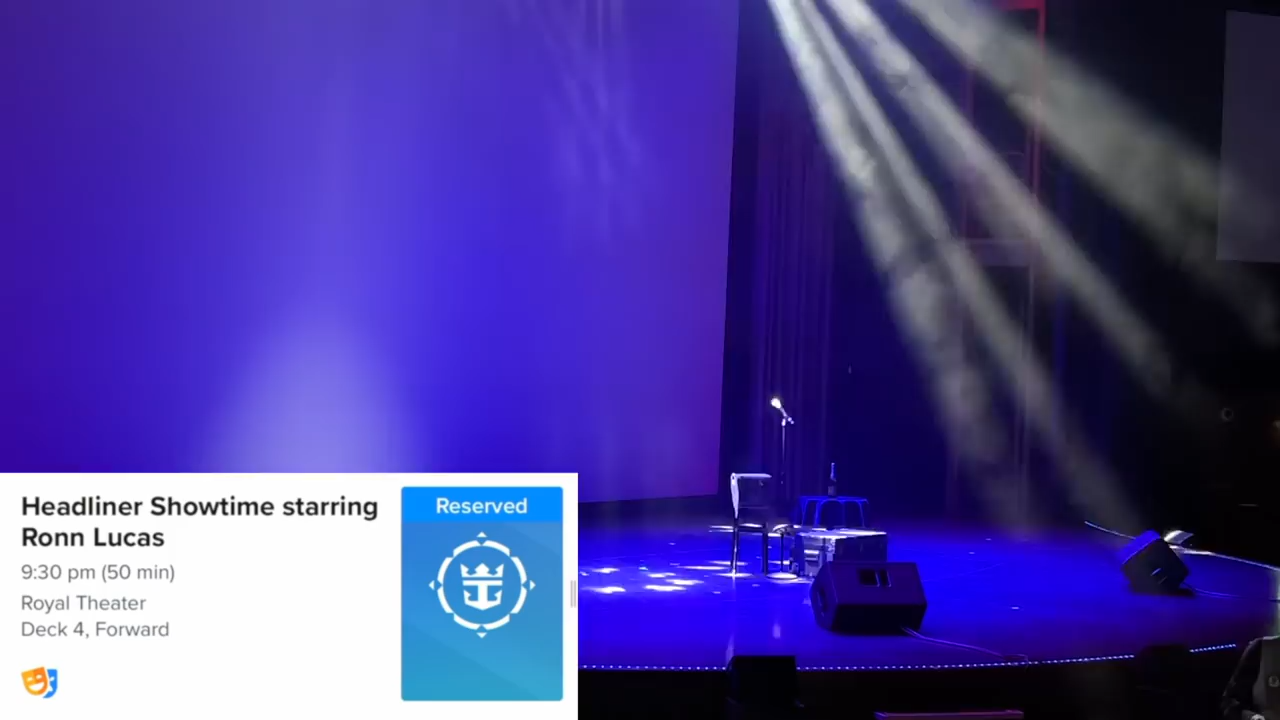 Headliner Showtime starring
Ronn Lucas
9:30 pm (50 min)
Royal Theater
Deck 4, Forward
Reserved